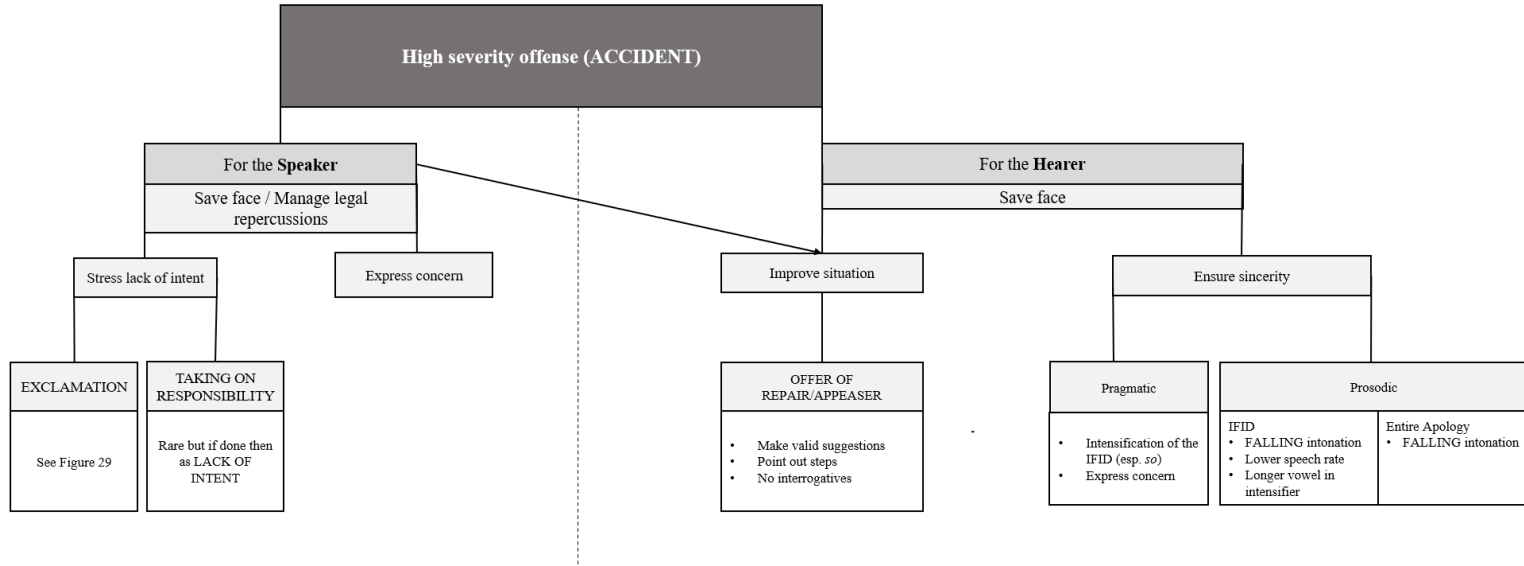 High severity offense (ACCIDENT)
For the Speaker
Save face / Manage legal
repercussions
For the Hearer
Save face
Stress lack of intent
Express concern
Improve situation
Ensure sincerity
EXCLAMATION
See Figure 29
TAKING ON
RESPONSIBILITY
Rare but if done then
as LACK OF
INTENT
OFFER OF
REPAIR/APPEASER
• Make valid suggestions
• Point out steps
• No interrogatives
Pragmatic
• Intensification of the
IFID (esp. so)
• Express concern
Prosodic
IFID
• FALLING intonation
• Lower speech rate
• Longer vowel in
intensifier
Entire Apology
• FALLING intonation